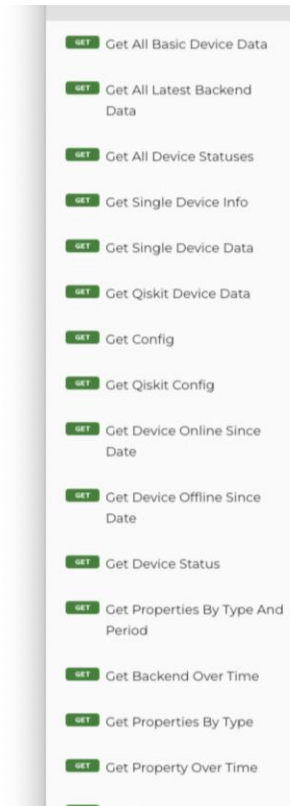 GET Get All Basic Device Data
GET Get All Latest Backend
Data
GET Get All Device Statuses
GET Get Single Device Info
GET Get Single Device Data
GET Get Qiskit Device Data
GET Get Config
GET Get Qiskit Config
GET Get Device Online Since
Date
GET Get Device Offline Since
Date
GET Get Device Status
GET Get Properties By Type And
Period
GET Get Backend Over Time
GET Get Properties By Type
GET Get Property Over Time